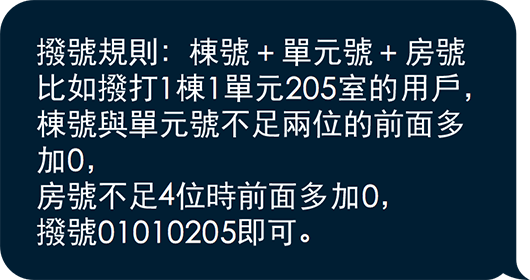 撥號規則：棟號+單元號+房號
比如撥打1棟1單元205室的用戶，
棟號與單元號不足兩位的前面多
加0，
房號不足4位時前面多加0，
撥號01010205即可。